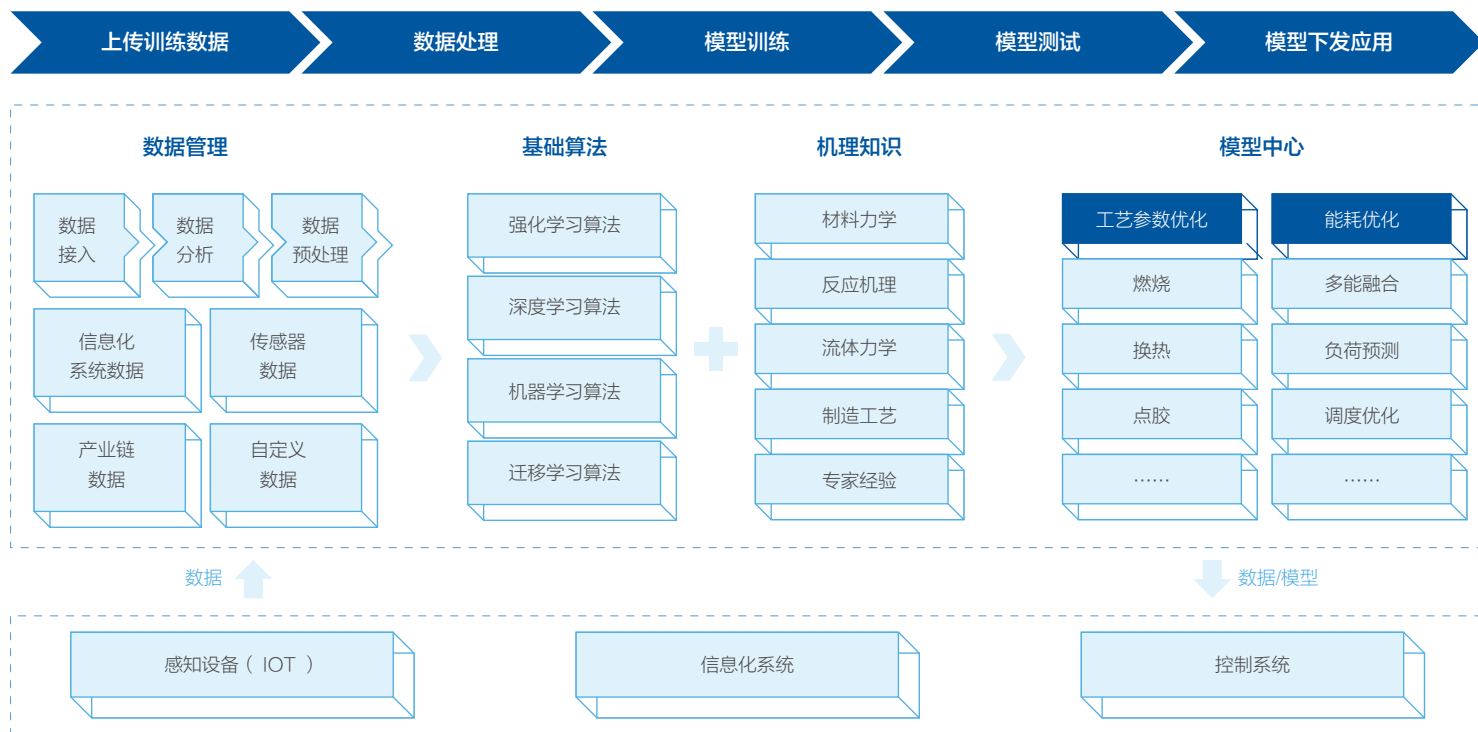 上传训练数据
数据处理
模型训练
模型测试
模型下发应用
数据管理
数据
接入
数据
分析
数据
预处理
信息化
系统数据
传感器
数据
产业链
数据
自定义
数据
基础算法
强化学习算法
深度学习算法
机器学习算法
迁移学习算法
机理知识
材料力学
反应机理
流体力学
制造工艺
专家经验
模型中心
工艺参数优化
燃烧
换热
点胶
……
能耗优化
多能融合
负荷预测
调度优化
……
数据
数据/模型
感知设备（ IOT ）
信息化系统
控制系统